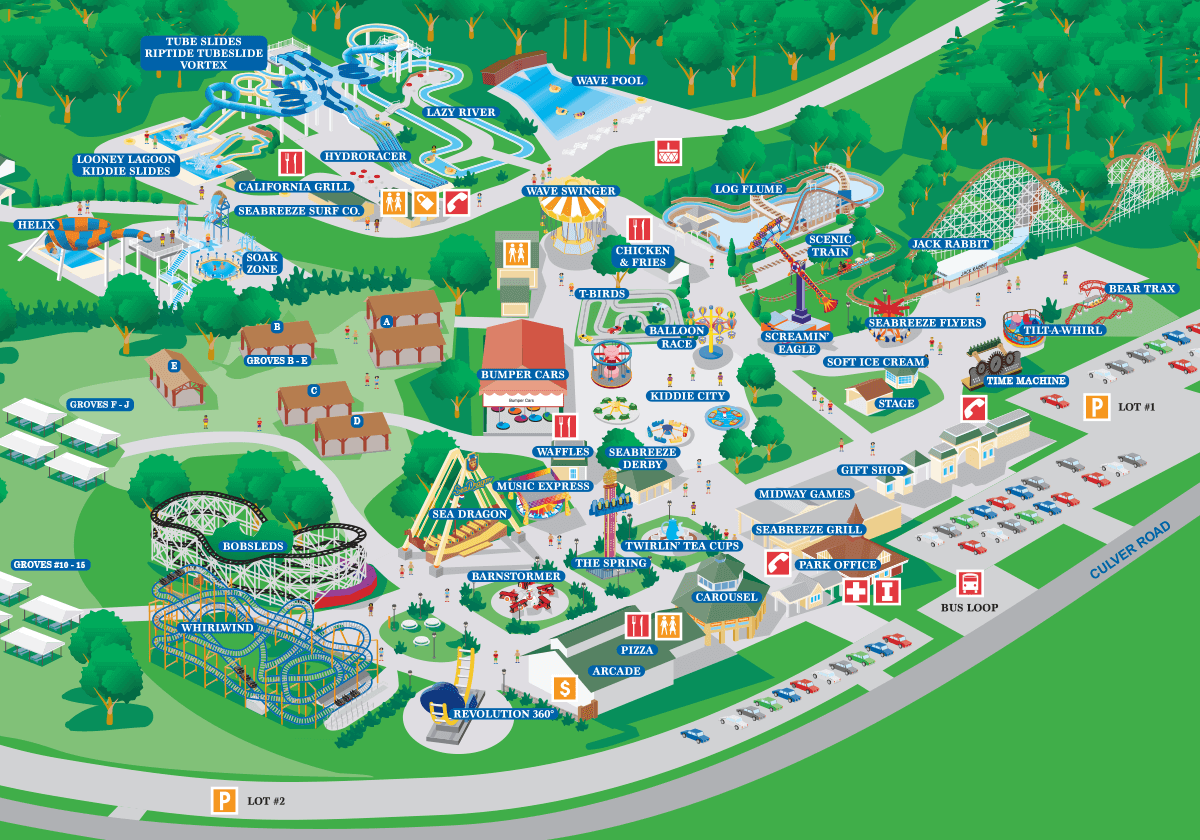 TUBE SLIDES
RIPTIDE TUBESLIDE
VORTEX
WAVE POOL
LAZY RIVER
LOONEY LAGOON
KIDDIE SLIDES
HYDRORACER
CALIFORNIA GRILL
SEABREEZE SURF CO.
WAVE SWINGER
LOG FLUME
HELIX
SOAK
ZONE
CHICKEN
& FRIES
SCENIC
TRAIN
JACK RABBIT
JACK RABBIT
T-BIRDS
BEAR TRAX
BALLOON
RACE
SCREAMIN'
EAGLE
SEABREEZE FLYERS
TILT-A-WHIRL
A
B
GROVES B - E
E
C
D
BUMPER CARS
Bumper Cars
SOFT ICE CREAM
STAGE
TIME MACHINE
KIDDIE CITY
P
LOT #1
GROVES F - J
WAFFLES
SEABREEZE
DERBY
GIFT SHOP
MUSIC EXPRESS
MIDWAY GAMES
SEA DRAGON
SEABREEZE GRILL
BOBSLEDS
TWIRLIN' TEA CUPS
THE SPRING
PARK OFFICE
CULVER ROAD
GROVES #10 - 15
BARNSTORMER
CAROUSEL
I
BUS LOOP
WHIRLWIND
PIZZA
ARCADE
$
REVOLUTION 360°
P
LOT #2